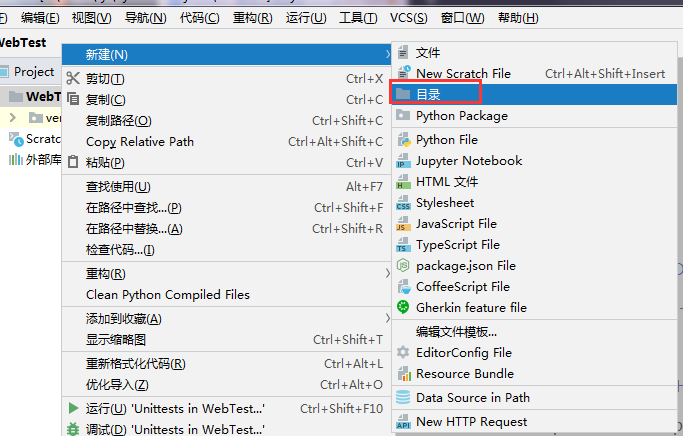 F) 编辑(E) 视图(V) 导航(N) 代码(C) 重构(R) 运行(U) 工具(T) VCS(S) 窗口(W) 帮助(H)
WebTest
Project
WebT
ver
Scratc
外部库
新建(N)
剪切(T) Ctrl+X
复制(C) Ctrl+C
复制路径(O) Ctrl+Shift+C
Copy Relative Path Ctrl+Alt+Shift+C
粘贴(P) Ctrl+V
查找使用(U) Alt+F7
在路径中查找...(P) Ctrl+Shift+F
在路径中替换...(A) Ctrl+Shift+R
检查代码...(I)
重构(R)
Clean Python Compiled Files
添加到收藏(A)
显示缩略图 Ctrl+Shift+T
重新格式化代码(R) Ctrl+Alt+L
优化导入(Z) Ctrl+Alt+O
运行(U) 'Unittests in WebTest...' Ctrl+Shift+F10
调试(D) 'Unittests in WebTest...'
文件
New Scratch File Ctrl+Alt+Shift+Insert
目录
Python Package
Python File
Jupyter Notebook
HTML 文件
Stylesheet
JavaScript File
TypeScript File
package.json File
CoffeeScript File
Gherkin feature file
编辑文件模板...
EditorConfig File
Resource Bundle
Data Source in Path
New HTTP Request